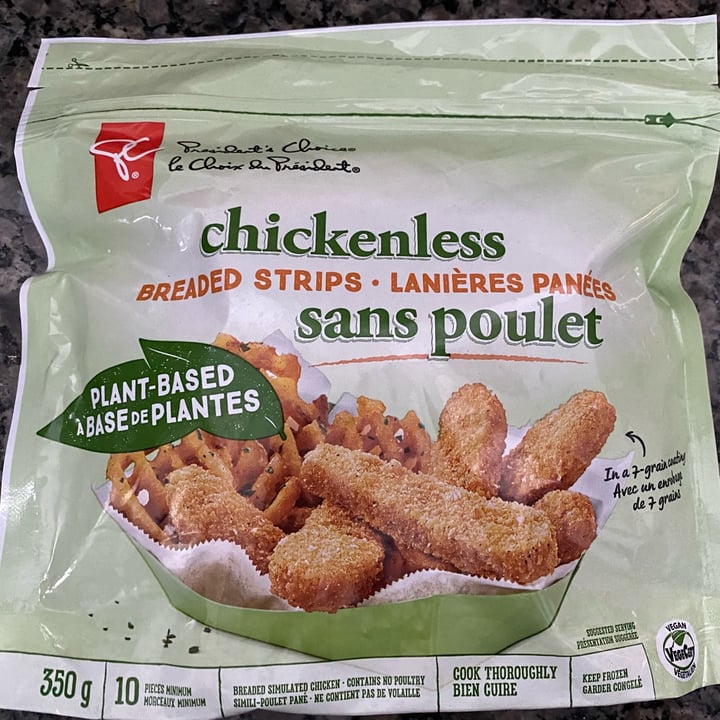 PC®
President's Choice®
le Choix du Président®
chickenless
BREADED STRIPS • LANIÈRES PANÉES
sans poulet
PLANT-BASED
À BASE DE PLANTES
In a 7-grain coating
Avec un enrobage
de 7 grains
SUGGESTED SERVING
PRÉSENTATION SUGGÉRÉE
VEGAN
VegeCert
VEGETALIEN
350 g
10 PIECES MINIMUM
MORCEAUX MINIMUM
BREADED SIMULATED CHICKEN • CONTAINS NO POULTRY
SIMILI-POULET PANÉ • NE CONTIENT PAS DE VOLAILLE
COOK THOROUGHLY
BIEN CUIRE
KEEP FROZEN
GARDER CONGELÉ